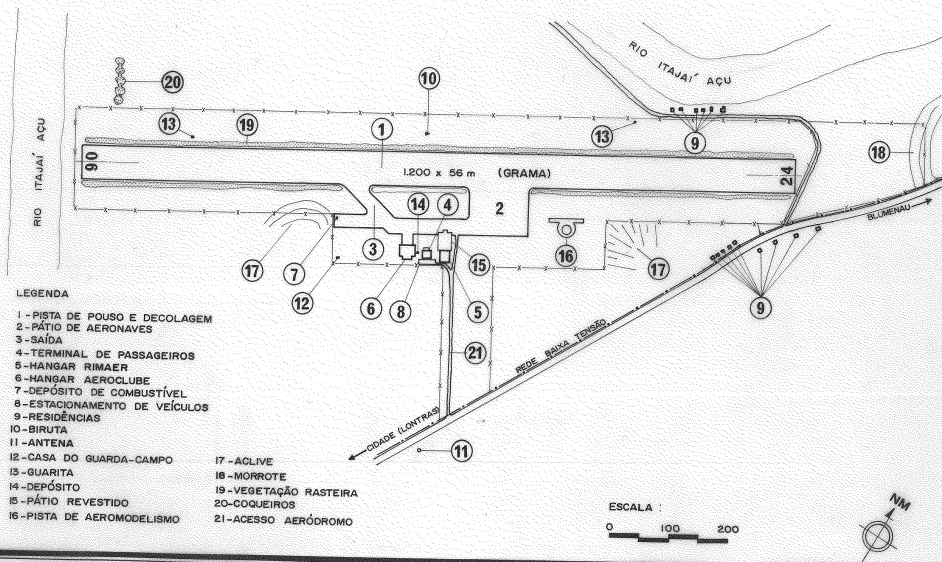 RIO ITAJAÍ AÇU
RIO ITAJAÍ AÇU
20
10
13
19
1
13
9
18
06
1.200 x 56 m (GRAMA)
24
14
4
2
BLUMENAU
17
7
3
15
16
17
12
6
8
5
9
21
REDE BAIXA TENSÃO
CIDADE (LONTRAS)
11
LEGENDA
1-PISTA DE POUSO E DECOLAGEM
2-PÁTIO DE AERONAVES
3-SAÍDA
4-TERMINAL DE PASSAGEIROS
5-HANGAR RIMAER
6-HANGAR AEROCLUBE
7-DEPÓSITO DE COMBUSTÍVEL
8-ESTACIONAMENTO DE VEÍCULOS
9-RESIDÊNCIAS
10-BIRUTA
11-ANTENA
12-CASA DO GUARDA-CAMPO
13-GUARITA
14-DEPÓSITO
15-PÁTIO REVESTIDO
16-PISTA DE AEROMODELISMO
17-ACLIVE
18-MORROTE
19-VEGETAÇÃO RASTEIRA
20-COQUEIROS
21-ACESSO AERÓDROMO
ESCALA :
0 100 200
NM